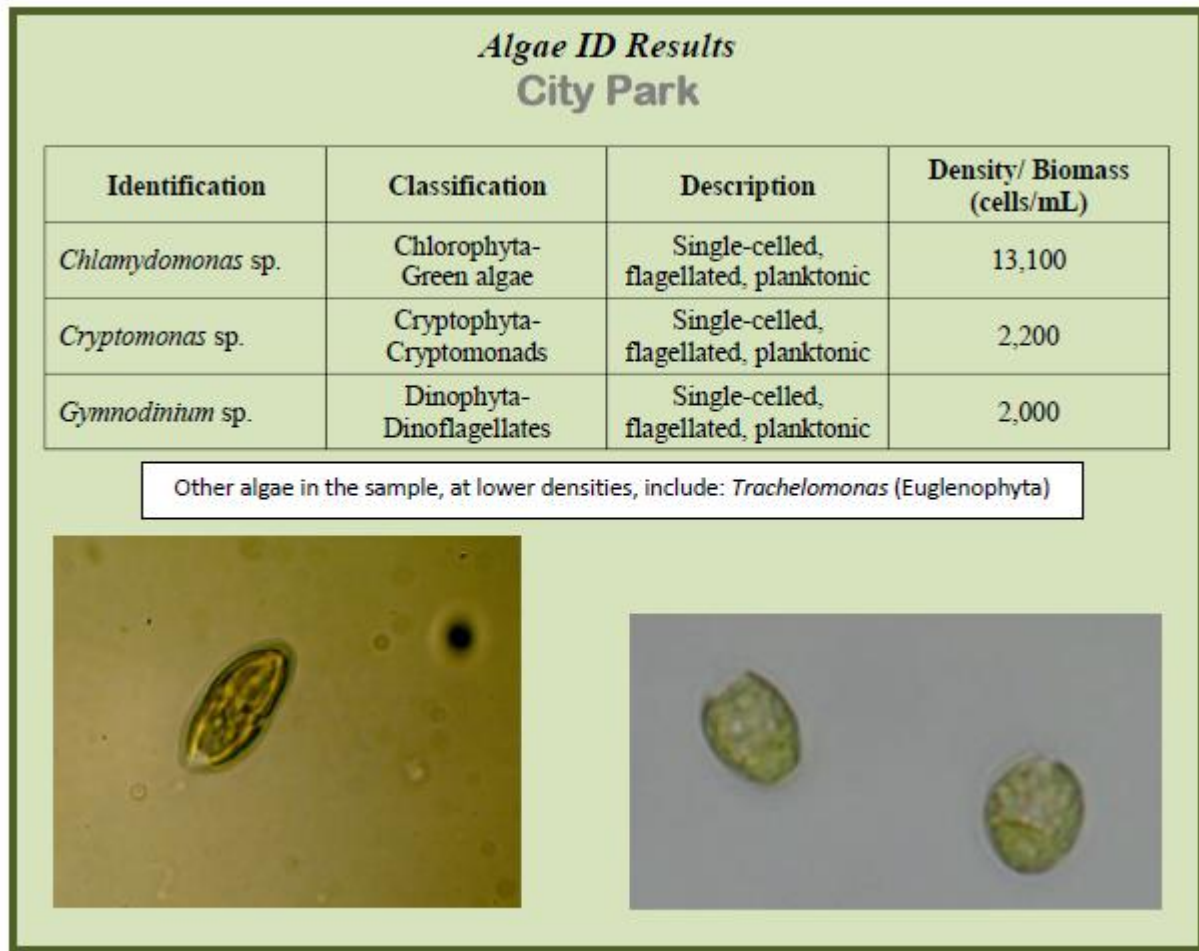 Algae ID Results
City Park
Identification
Classification
Description
Density/ Biomass
(cells/mL)
Chlamydomonas sp.
Chlorophyta-
Green algae
Single-celled,
flagellated, planktonic
13,100
Cryptomonas sp.
Cryptophyta-
Cryptomonads
Single-celled,
flagellated, planktonic
2,200
Gymnodinium sp.
Dinophyta-
Dinoflagellates
Single-celled,
flagellated, planktonic
2,000
Other algae in the sample, at lower densities, include: Trachelomonas (Euglenophyta)